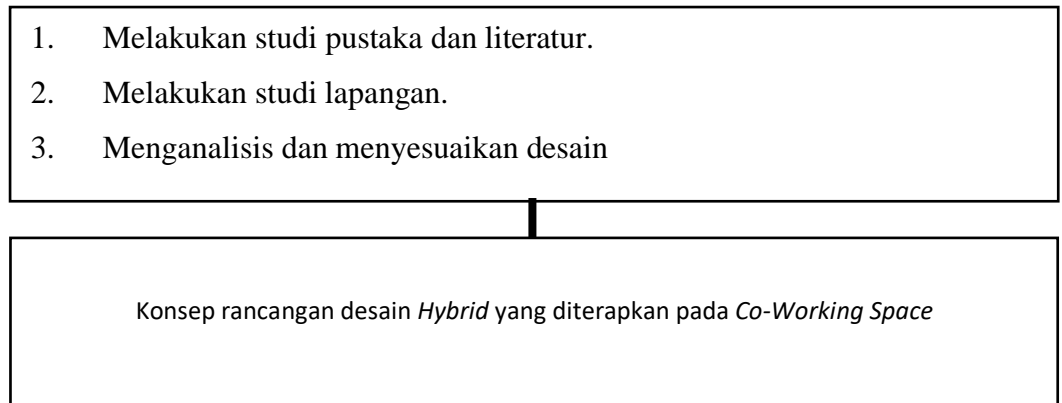 1. Melakukan studi pustaka dan literatur.
2. Melakukan studi lapangan.
3. Menganalisis dan menyesuaikan desain
Konsep rancangan desain Hybrid yang diterapkan pada Co-Working Space